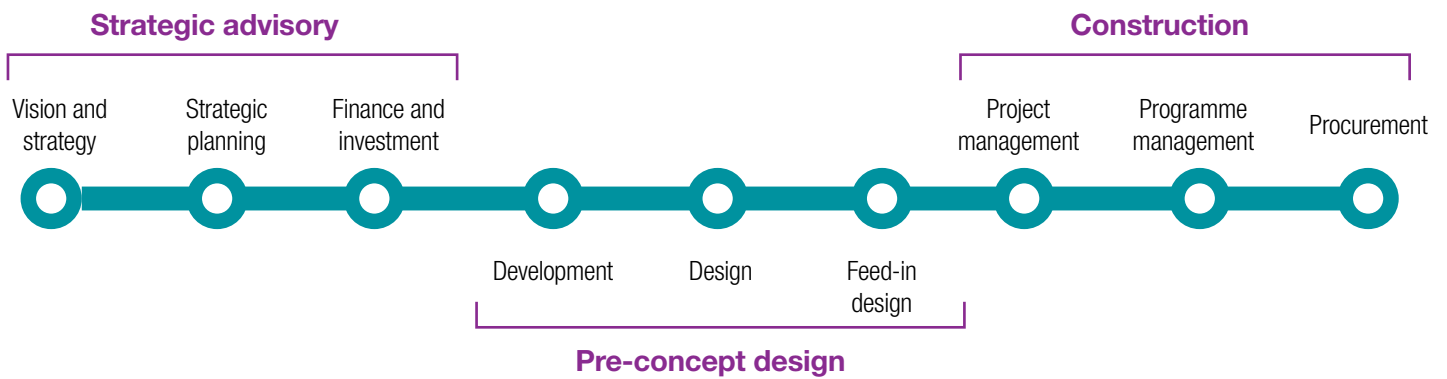 Strategic advisory
Construction
Vision and
strategy
Strategic
planning
Finance and
investment
Project
management
Programme
management
Procurement
Development
Design
Feed-in
design
Pre-concept design